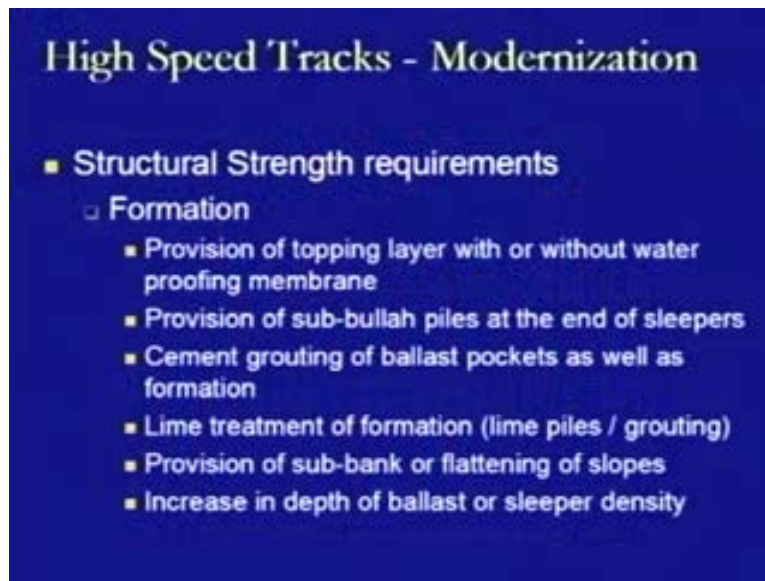 High Speed Tracks - Modernization
Structural Strength requirements
Formation
Provision of topping layer with or without water
proofing membrane
Provision of sub-bullah piles at the end of sleepers
Cement grouting of ballast pockets as well as
formation
Lime treatment of formation (lime piles / grouting)
Provision of sub-bank or flattening of slopes
Increase in depth of ballast or sleeper density